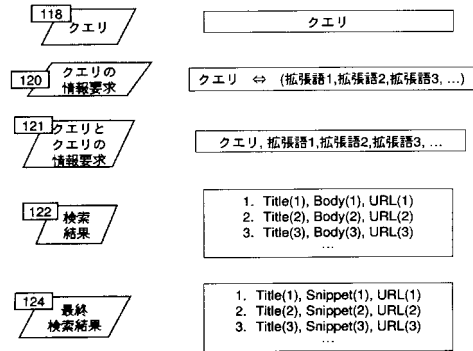 118
クエリ
クエリ
120
クエリの
情報要求
クエリ ⇔ (拡張語1,拡張語2,拡張語3, ...)
121
クエリと
クエリの
情報要求
クエリ, 拡張語1,拡張語2,拡張語3, ...
122
検索
結果
1. Title(1), Body(1), URL(1)
2. Title(2), Body(2), URL(2)
3. Title(3), Body(3), URL(3)
...
124
最終
検索結果
1. Title(1), Snippet(1), URL(1)
2. Title(2), Snippet(2), URL(2)
3. Title(3), Snippet(3), URL(3)
...